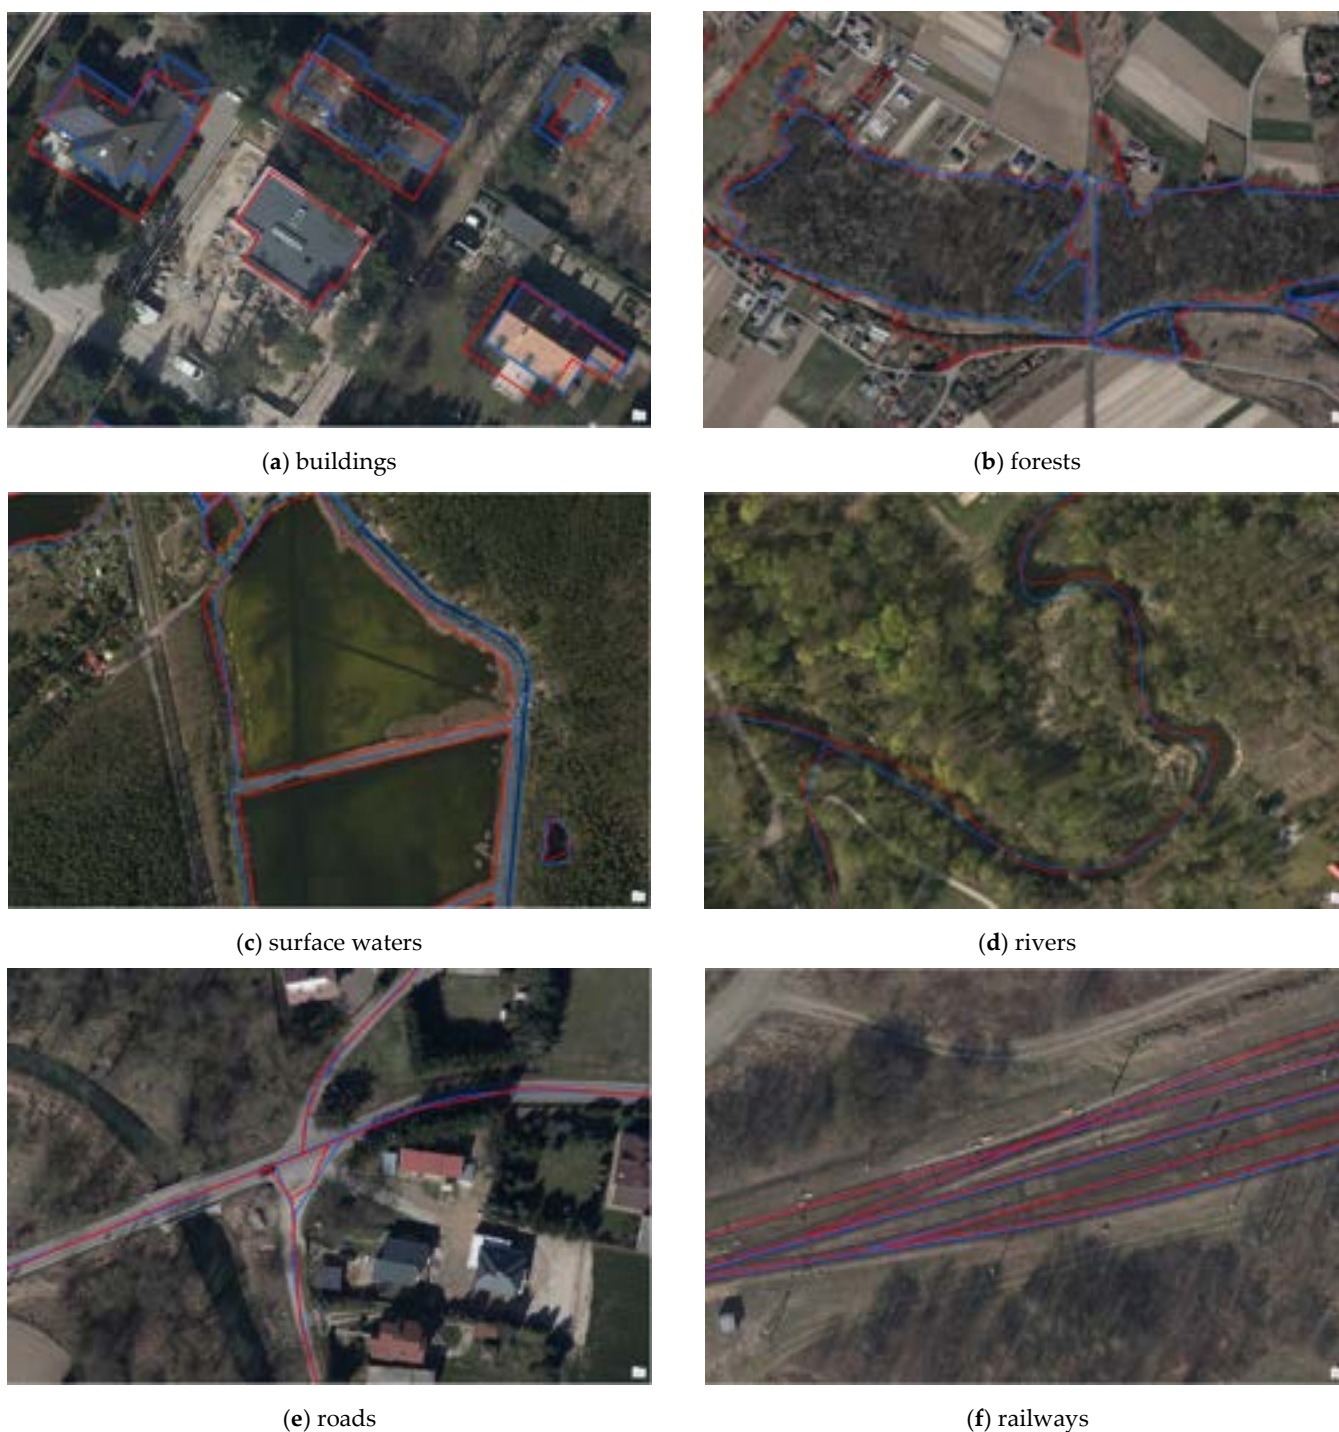 (a) buildings
(b) forests
(c) surface waters
(d) rivers
(e) roads
(f) railways